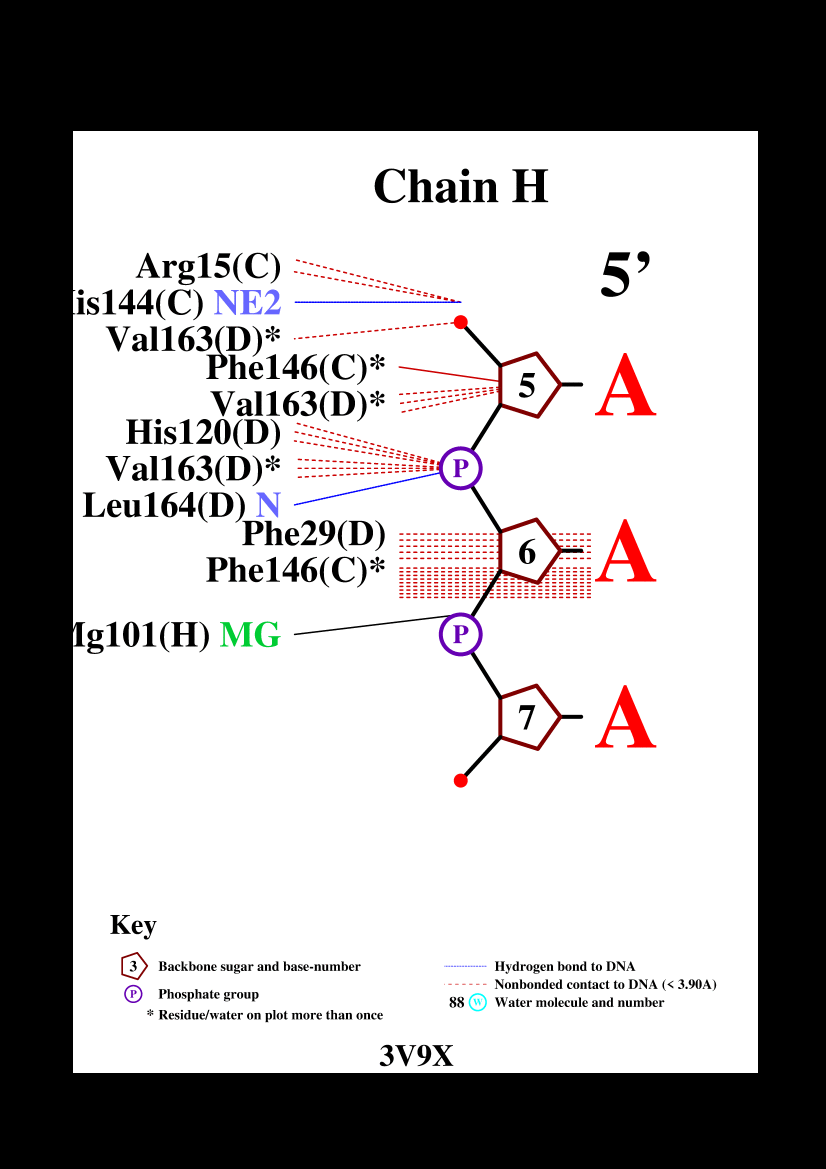 Chain H
5’
Arg15(C)
is144(C) NE2
Val163(D)*
Phe146(C)*
5 A
Val163(D)*
His120(D)
Val163(D)*
P
Leu164(D) N
Phe29(D)
6 A
Phe146(C)*
Mg101(H) MG
P
7 A
Key
3 Backbone sugar and base-number
P Phosphate group
* Residue/water on plot more than once
Hydrogen bond to DNA
Nonbonded contact to DNA (< 3.90A)
88 W Water molecule and number
3V9X